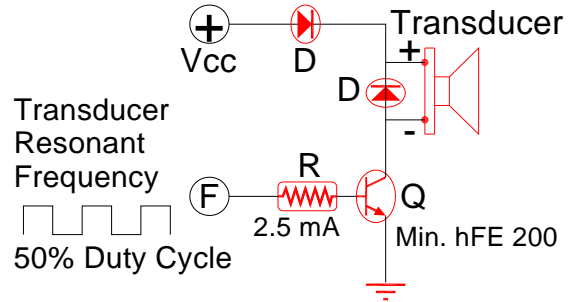 Transducer
+
Vcc
D
+
D
-
Transducer
Resonant
Frequency
F
R
2.5 mA
Q
Min. hFE 200
50% Duty Cycle